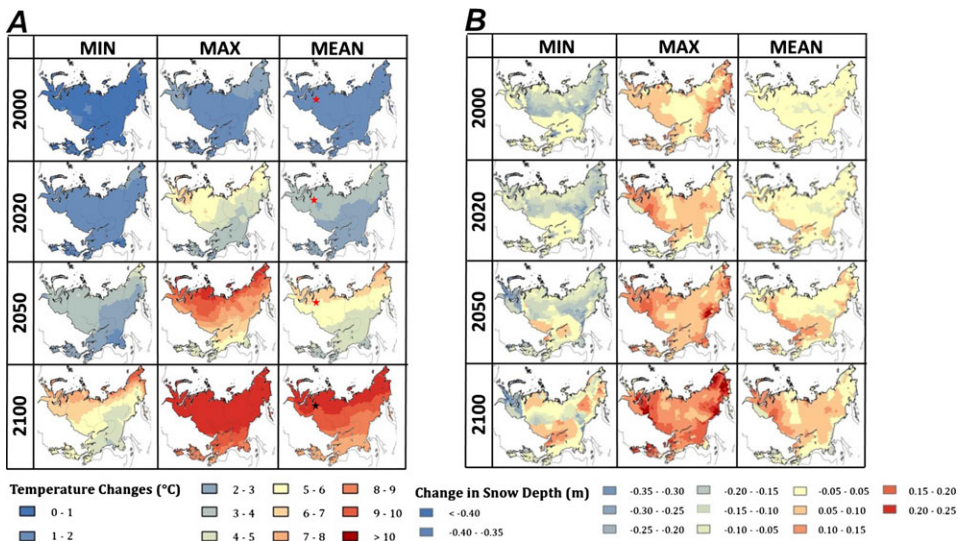 A
MIN MAX MEAN
2000
2020
2050
2100
Temperature Changes (°C)
0 - 1
1 - 2
2 - 3
3 - 4
4 - 5
5 - 6
6 - 7
7 - 8
8 - 9
9 - 10
> 10
B
MIN MAX MEAN
2000
2020
2050
2100
Change in Snow Depth (m)
< -0.40
-0.40 - -0.35
-0.35 - -0.30
-0.30 - -0.25
-0.25 - -0.20
-0.20 - -0.15
-0.15 - -0.10
-0.10 - -0.05
-0.05 - 0.05
0.05 - 0.10
0.10 - 0.15
0.15 - 0.20
0.20 - 0.25